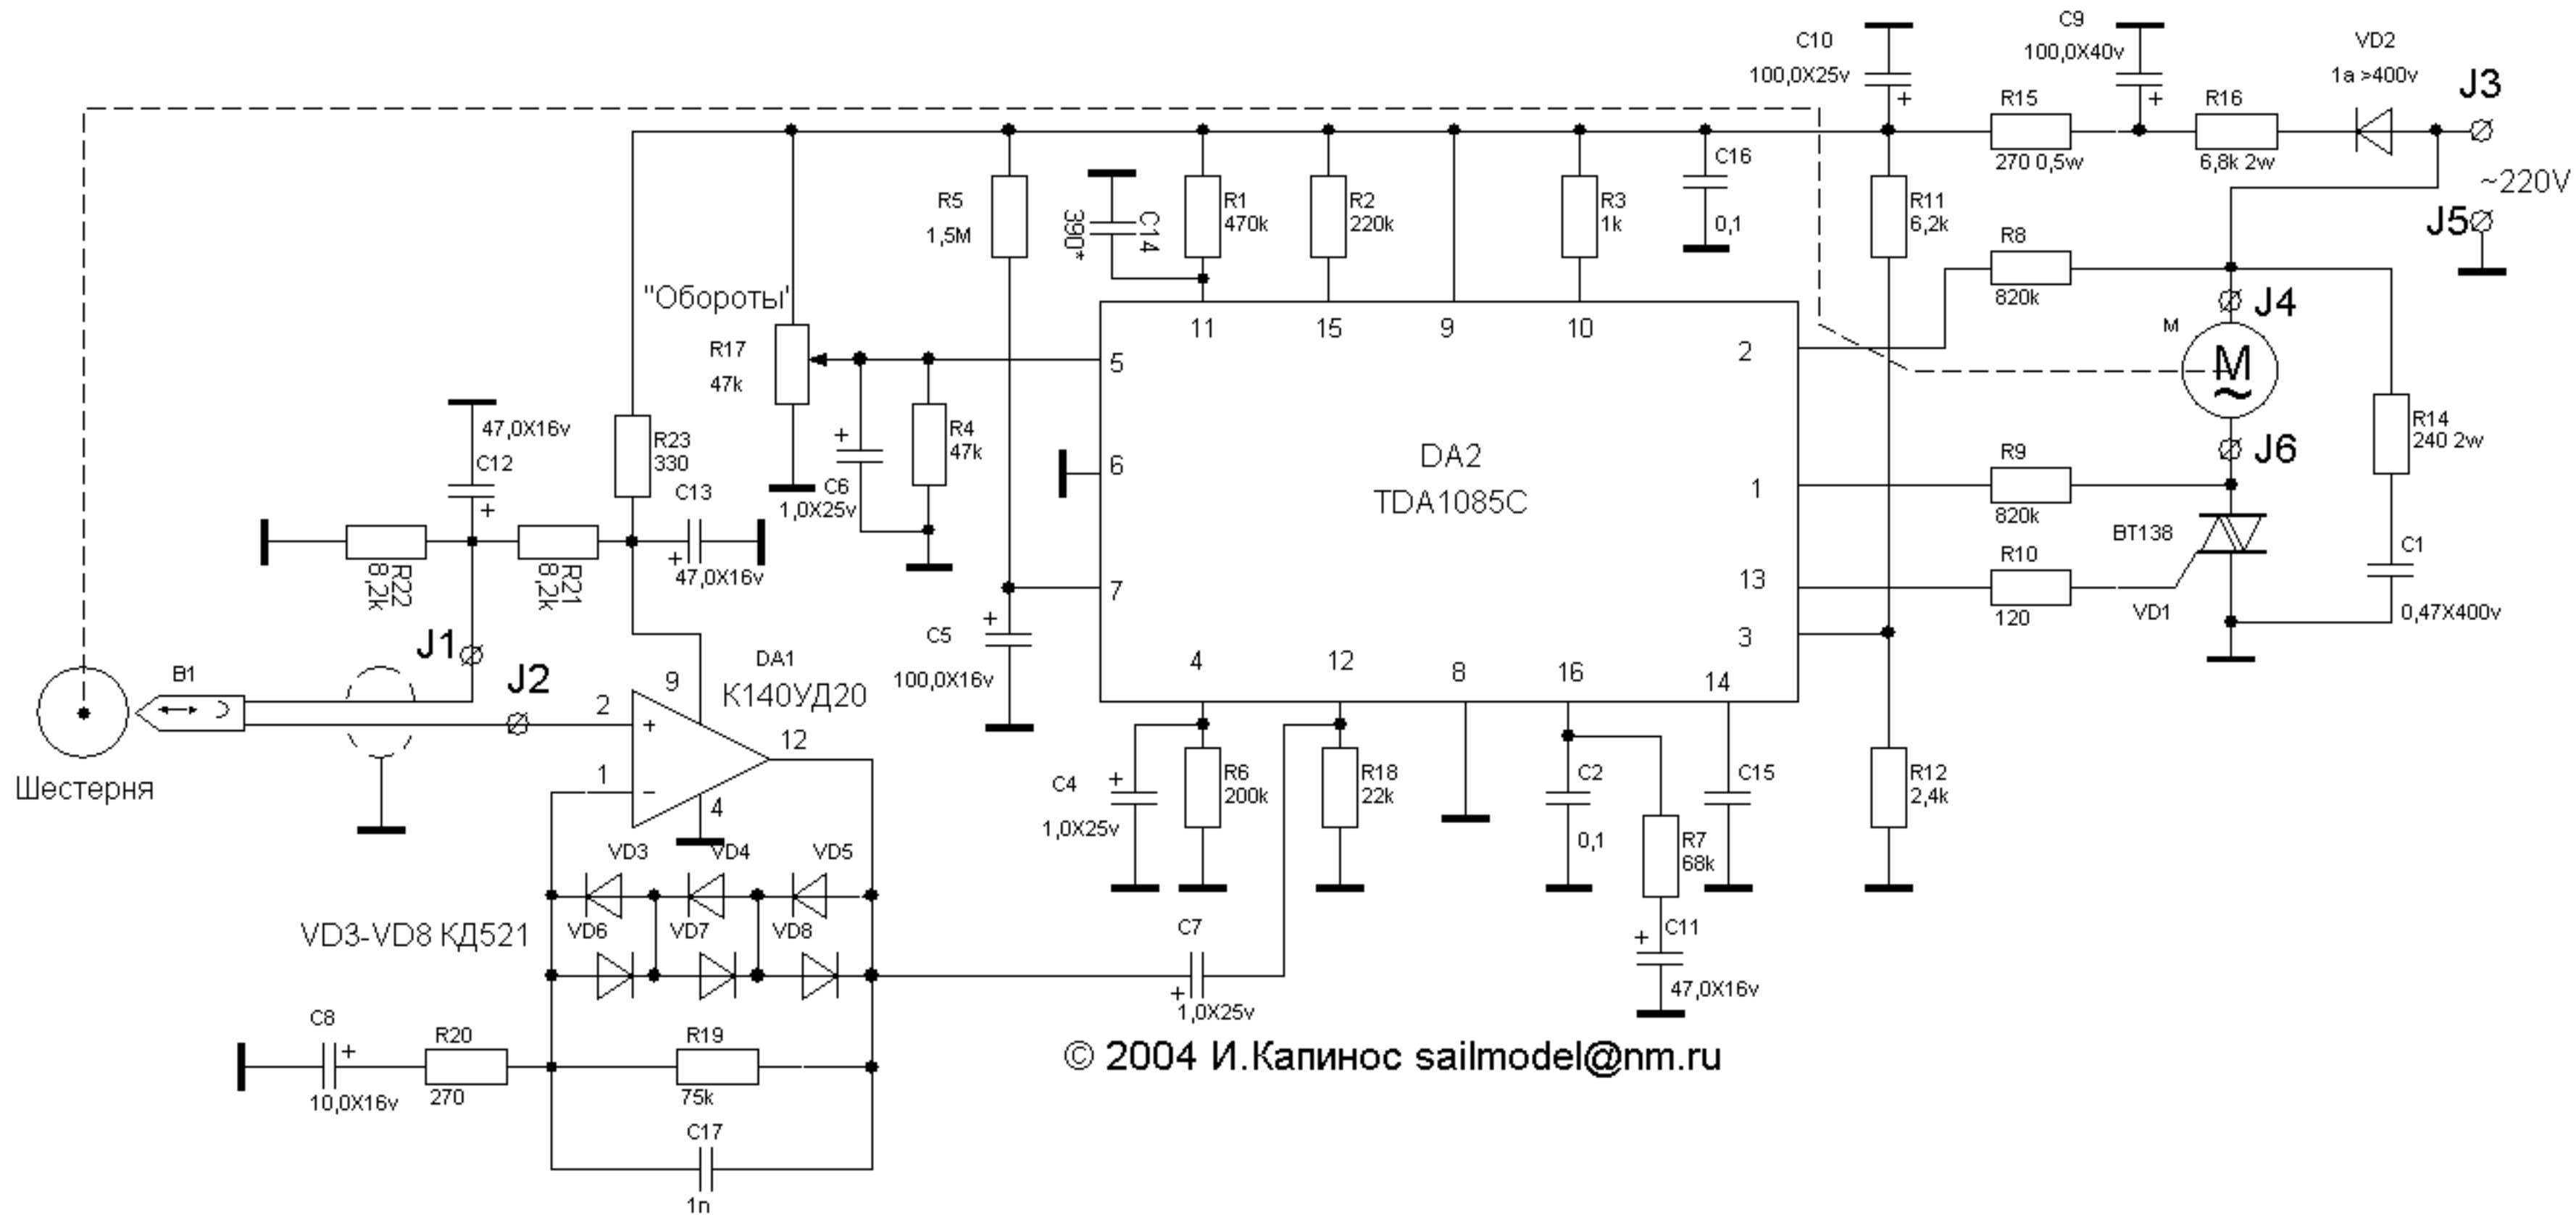 C10
100,0X25v
C9
100,0X40v
VD2
1a >400v
J3
R15
270 0,5w
R16
6,8k 2w
~220V
J5
R5
1,5M
C14
390*
R1
470k
R2
220k
R3
1k
C16
0,1
R11
6,2k
R8
820k
"Обороты"
R17
47k
11
15
9
10
5
6
7
2
1
13
3
4
12
8
16
14
DA2
TDA1085C
J4
M
M
~
J6
R14
240 2w
R9
820k
BT138
R10
120
VD1
C1
0,47X400v
47,0X16v
C12
+
R23
330
C13
+
47,0X16v
+
C6
1,0X25v
R4
47k
R22
8,2k
R21
8,2k
J1
B1
J2
Шестерня
DA1
К140УД20
9
2
+
1
−
12
4
+
C5
100,0X16v
C4
+
1,0X25v
R6
200k
R18
22k
C2
0,1
R7
68k
C15
R12
2,4k
VD3
VD4
VD5
VD6
VD7
VD8
VD3-VD8 КД521
C7
+
1,0X25v
C11
+
47,0X16v
C8
+
10,0X16v
R20
270
R19
75k
C17
1n
+
+
© 2004 И.Капинос sailmodel@nm.ru